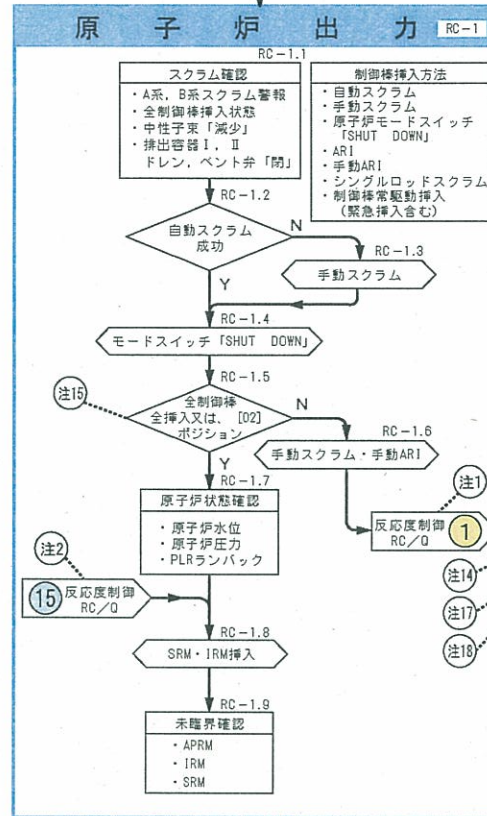 原子炉出力
RC-1
RC-1.1
スクラム確認
・A系，B系スクラム警報
・全制御棒挿入状態
・中性子束「減少」
・排出容器Ⅰ，Ⅱ
ドレン，ベント弁「閉」
制御棒挿入方法
・自動スクラム
・手動スクラム
・原子炉モードスイッチ
「SHUT DOWN」
・ARI
・手動ARI
・シングルロッドスクラム
・制御棒常駆動挿入
(緊急挿入含む)
RC-1.2
自動スクラム
成功
N
Y
RC-1.3
手動スクラム
RC-1.4
モードスイッチ「SHUT DOWN」
RC-1.5
注15
全制御棒
全挿入又は、[02]
ポジション
N
Y
RC-1.6
手動スクラム・手動ARI
注1
反応度制御
RC/Q
1
RC-1.7
原子炉状態確認
・原子炉水位
・原子炉圧力
・PLRランバック
注2
15
反応度制御
RC/Q
注14
注17
注18
RC-1.8
SRM・IRM挿入
RC-1.9
未臨界確認
・APRM
・IRM
・SRM